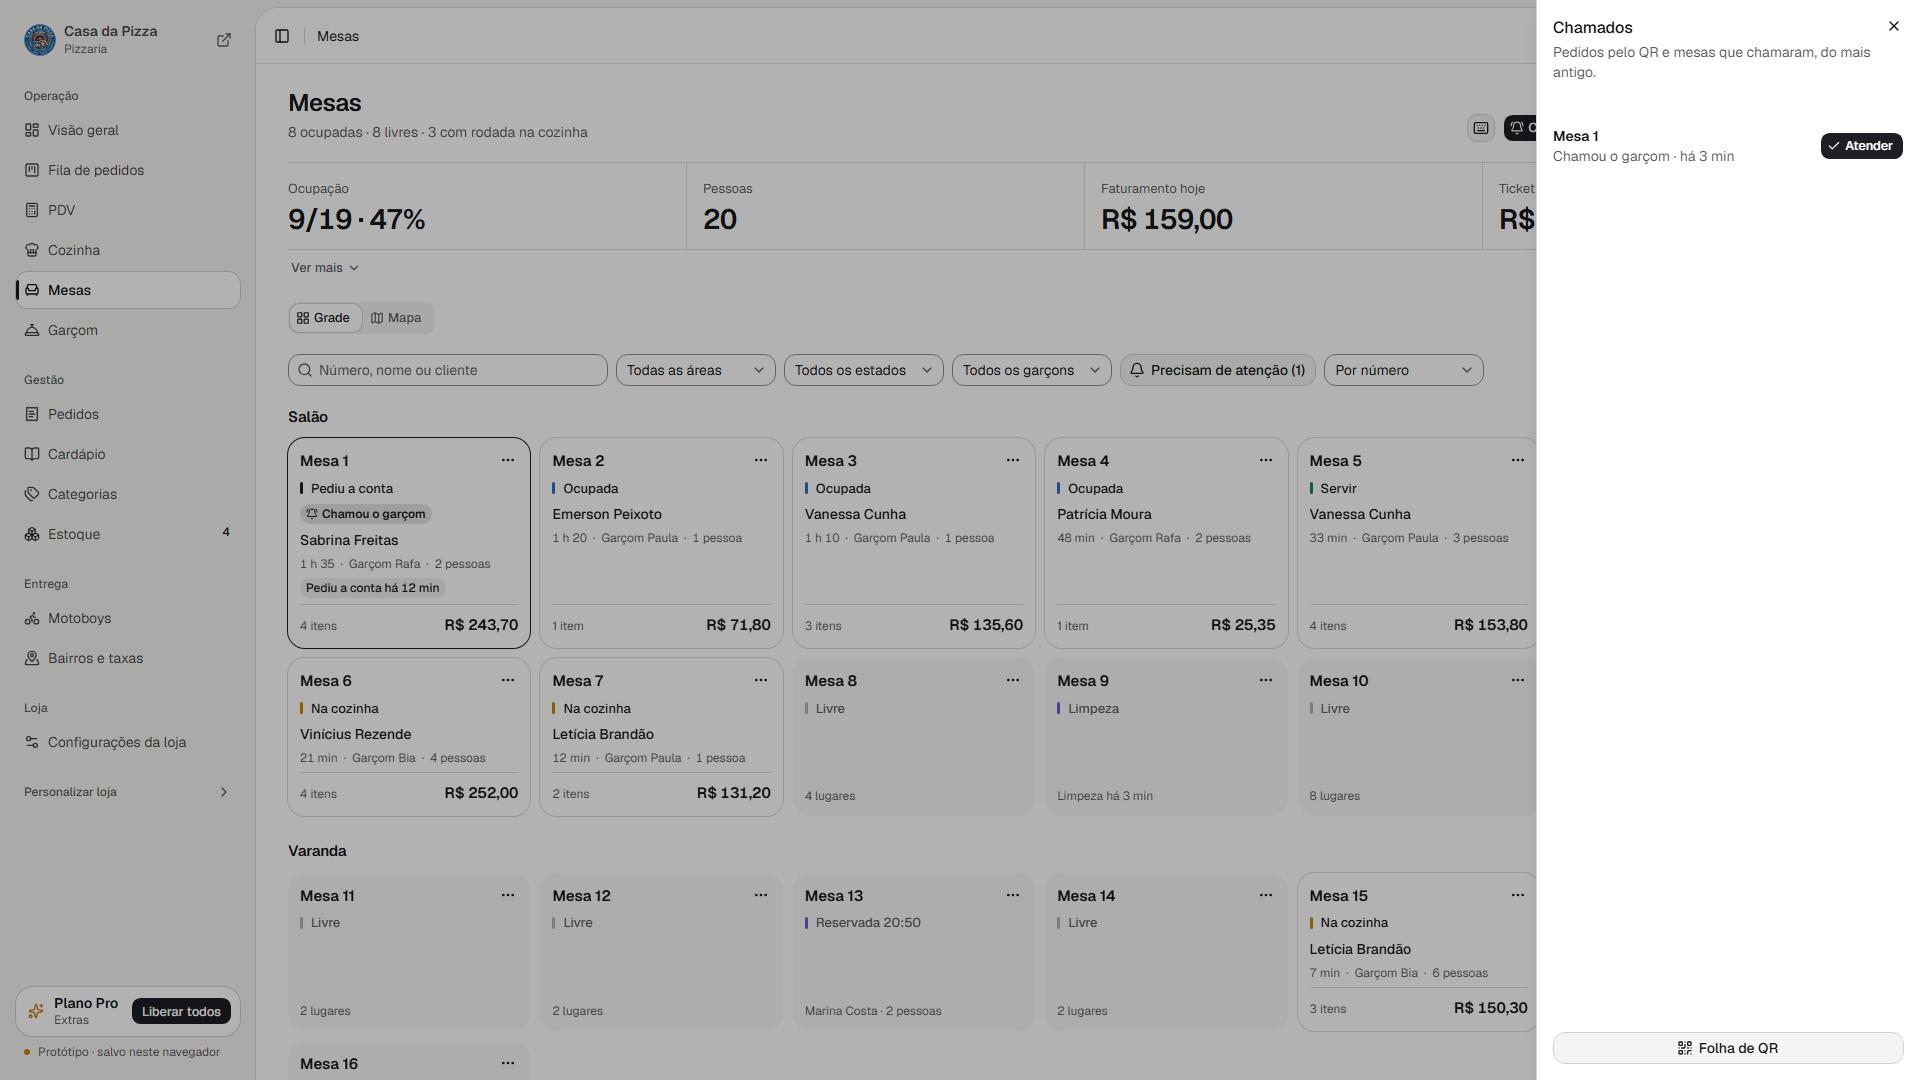 Casa da Pizza
Pizzaria
Operação
Visão geral
Fila de pedidos
PDV
Cozinha
Mesas
Garçom
Gestão
Pedidos
Cardápio
Categorias
Estoque 4
Entrega
Motoboys
Bairros e taxas
Loja
Configurações da loja
Personalizar loja
Plano Pro
Extras
Liberar todos
Protótipo · salvo neste navegador
Mesas
Mesas
8 ocupadas · 8 livres · 3 com rodada na cozinha
Ocupação
9/19 · 47%
Pessoas
20
Faturamento hoje
R$ 159,00
Ticket
R$
Ver mais
Grade
Mapa
Número, nome ou cliente
Todas as áreas
Todos os estados
Todos os garçons
Precisam de atenção (1)
Por número
Salão
Mesa 1
Pediu a conta
Chamou o garçom
Sabrina Freitas
1 h 35 · Garçom Rafa · 2 pessoas
Pediu a conta há 12 min
4 itens R$ 243,70
Mesa 2
Ocupada
Emerson Peixoto
1 h 20 · Garçom Paula · 1 pessoa
1 item R$ 71,80
Mesa 3
Ocupada
Vanessa Cunha
1 h 10 · Garçom Paula · 1 pessoa
3 itens R$ 135,60
Mesa 4
Ocupada
Patrícia Moura
48 min · Garçom Rafa · 2 pessoas
1 item R$ 25,35
Mesa 5
Servir
Vanessa Cunha
33 min · Garçom Paula · 3 pessoas
4 itens R$ 153,80
Mesa 6
Na cozinha
Vinícius Rezende
21 min · Garçom Bia · 4 pessoas
4 itens R$ 252,00
Mesa 7
Na cozinha
Letícia Brandão
12 min · Garçom Paula · 1 pessoa
2 itens R$ 131,20
Mesa 8
Livre
4 lugares
Mesa 9
Limpeza
Limpeza há 3 min
Mesa 10
Livre
8 lugares
Varanda
Mesa 11
Livre
2 lugares
Mesa 12
Livre
2 lugares
Mesa 13
Reservada 20:50
Marina Costa · 2 pessoas
Mesa 14
Livre
2 lugares
Mesa 15
Na cozinha
Letícia Brandão
7 min · Garçom Bia · 6 pessoas
3 itens R$ 150,30
Mesa 16
Chamados
Pedidos pelo QR e mesas que chamaram, do mais
antigo.
Mesa 1
Chamou o garçom · há 3 min
Atender
Folha de QR